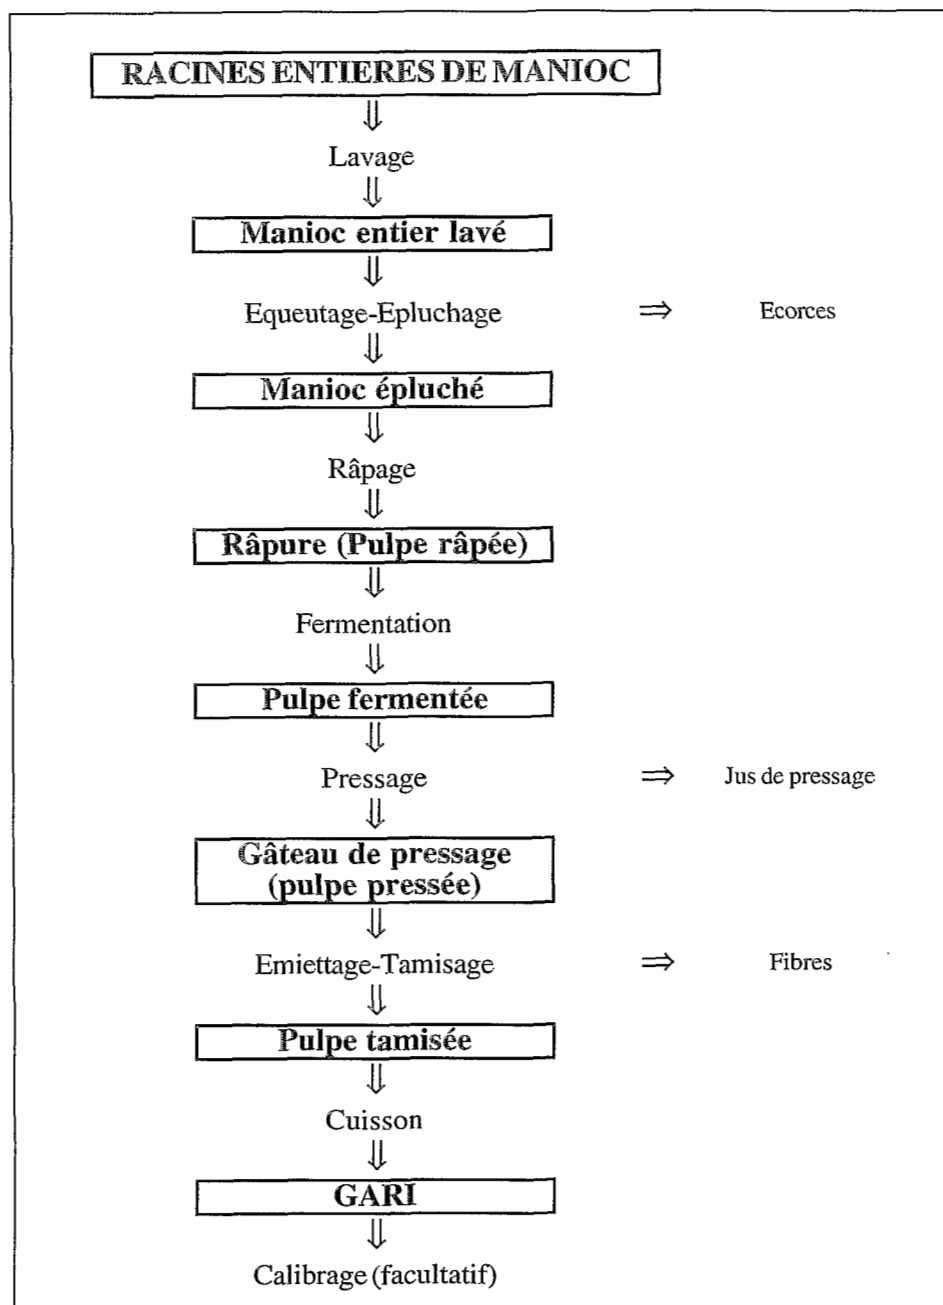 RACINES ENTIERES DE MANIOC
Lavage
Manioc entier lavé
Equeutage-Epluchage
Ecorces
Manioc épluché
Râpage
Râpure (Pulpe râpée)
Fermentation
Pulpe fermentée
Pressage
Jus de pressage
Gâteau de pressage
(pulpe pressée)
Emiettage-Tamisage
Fibres
Pulpe tamisée
Cuisson
GARI
Calibrage (facultatif)